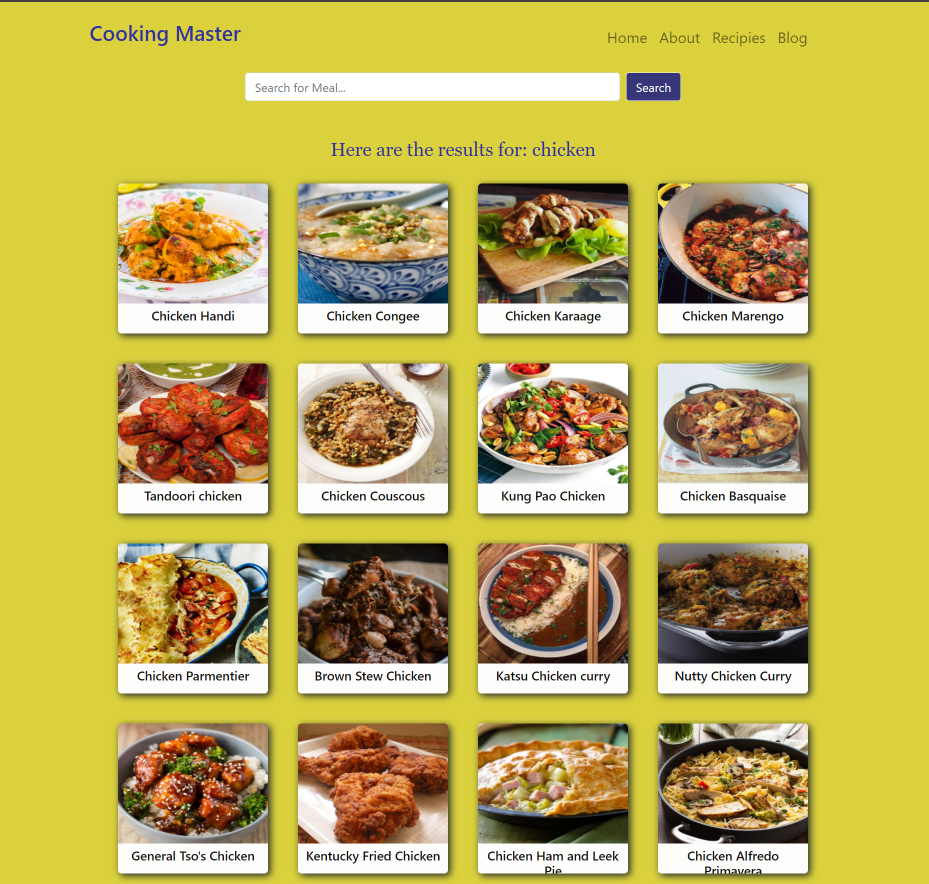 Cooking Master
Home About Recipies Blog
Search for Meal...
Search
Here are the results for: chicken
Chicken Handi
Chicken Congee
Chicken Karaage
Chicken Marengo
Tandoori chicken
Chicken Couscous
Kung Pao Chicken
Chicken Basquaise
Chicken Parmentier
Brown Stew Chicken
Katsu Chicken curry
Nutty Chicken Curry
General Tso's Chicken
Kentucky Fried Chicken
Chicken Ham and Leek
Pie
Chicken Alfredo
Primavera